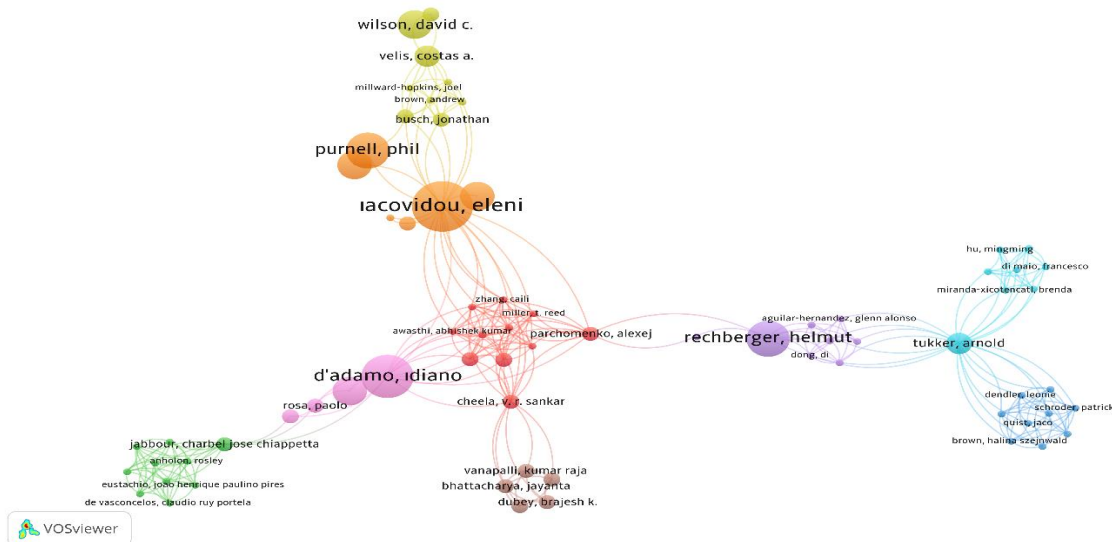 wilson, david c.
velis, costas a.
millward-hopkins, joel
brown, andrew
busch, jonathan
purnell, phil
ıacovidou, eleni
hu, mingming
di maio, francesco
miranda-xicotencatl, brenda
zhang, caili
miller, t. reed
awasthi, abhishek kumar
parchomenko, alexej
aguilar-hernandez, glenn alonso
rechberger, helmut
tukker, arnold
dong, di
d'adamo, ıdiano
cheela, v. r. sankar
rosa, paolo
dendler, leonie
schroder, patrick
quist, jaco
brown, halina szejnwald
jabbour, charbel jose chiappetta
anholon, rosley
eustachio, joao henrique paulino pires
de vasconcelos, claudio ruy portela
vanapalli, kumar raja
bhattacharya, jayanta
dubey, brajesh k.
VOSviewer